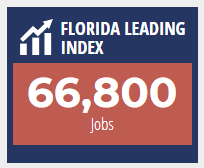 FLORIDA LEADING
INDEX
66,800
Jobs